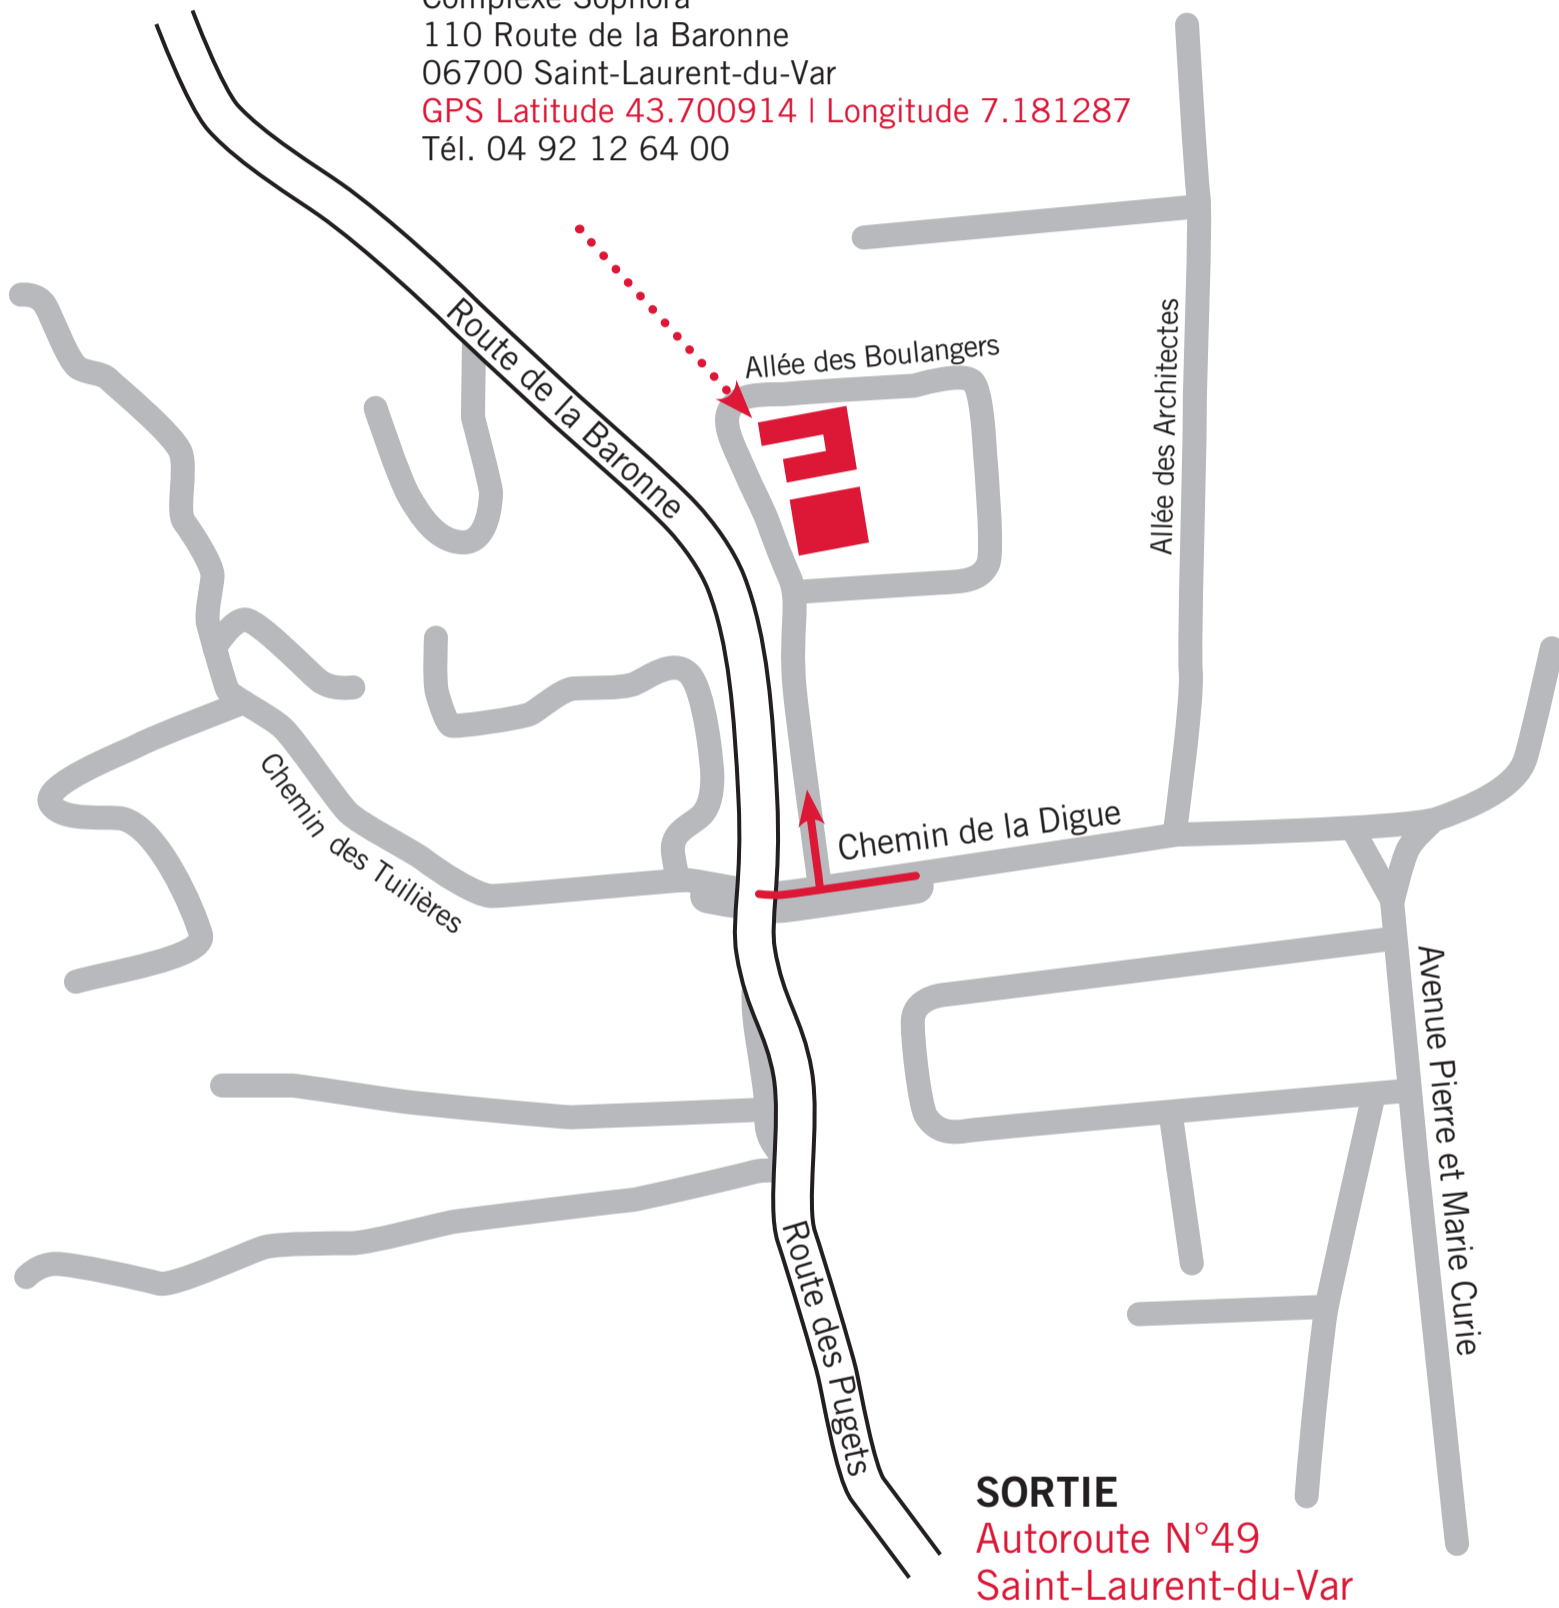 Complexe Sophora
110 Route de la Baronne
06700 Saint-Laurent-du-Var
GPS Latitude 43.700914 | Longitude 7.181287
Tél. 04 92 12 64 00
Route de la Baronne
Allée des Boulangers
Allée des Architectes
Chemin des Tuilières
Chemin de la Digue
Avenue Pierre et Marie Curie
Route des Pugets
SORTIE
Autoroute N°49
Saint-Laurent-du-Var